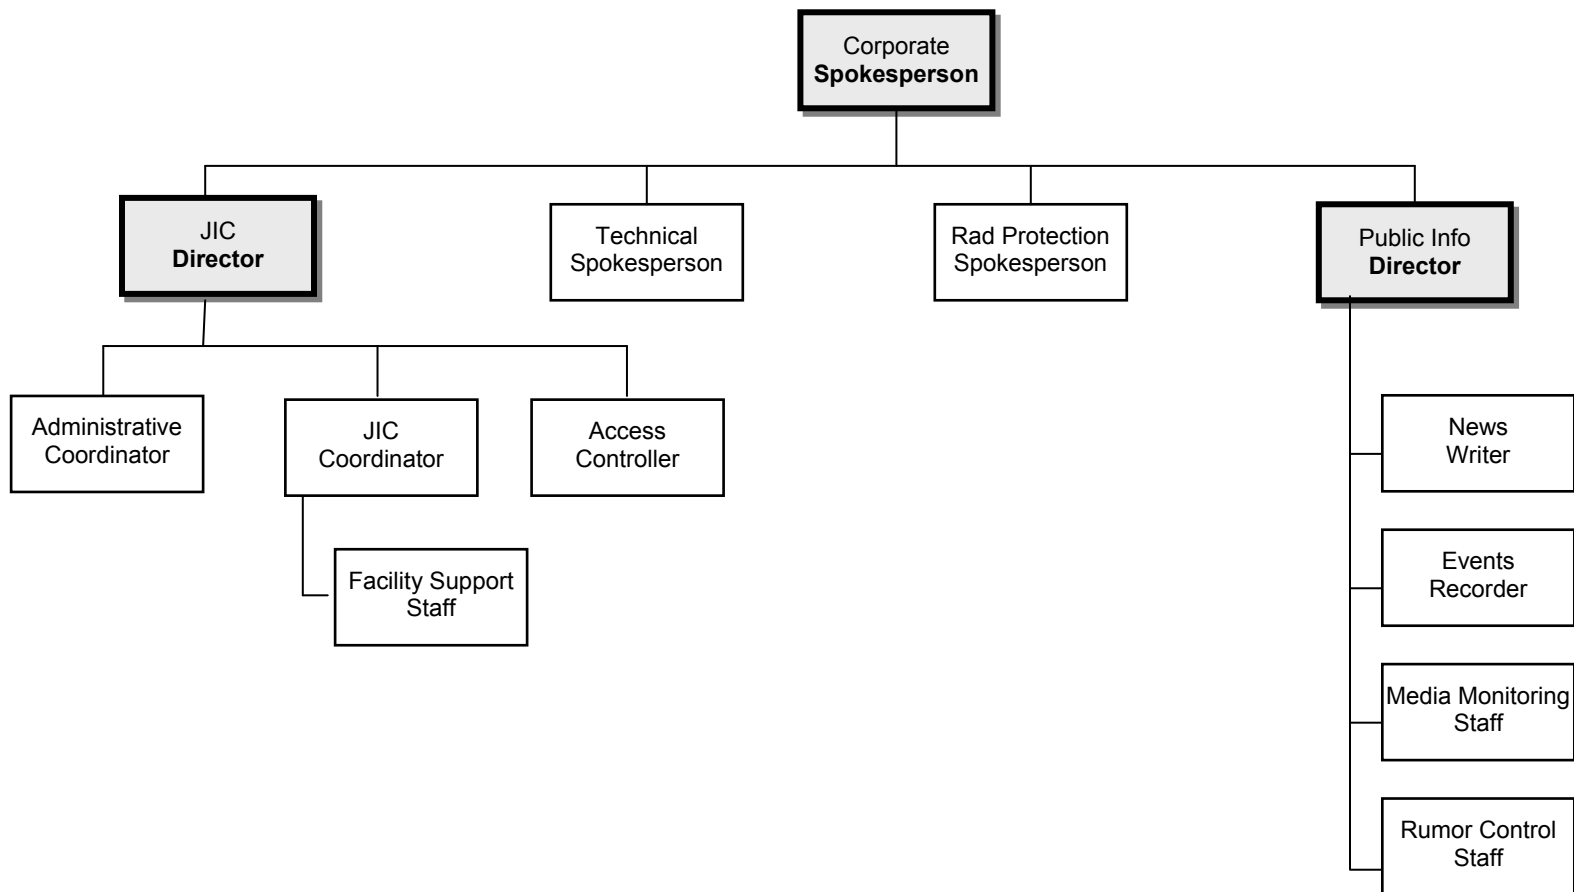 Corporate
Spokesperson
JIC
Director
Technical
Spokesperson
Rad Protection
Spokesperson
Public Info
Director
Administrative
Coordinator
JIC
Coordinator
Access
Controller
Facility Support
Staff
News
Writer
Events
Recorder
Media Monitoring
Staff
Rumor Control
Staff